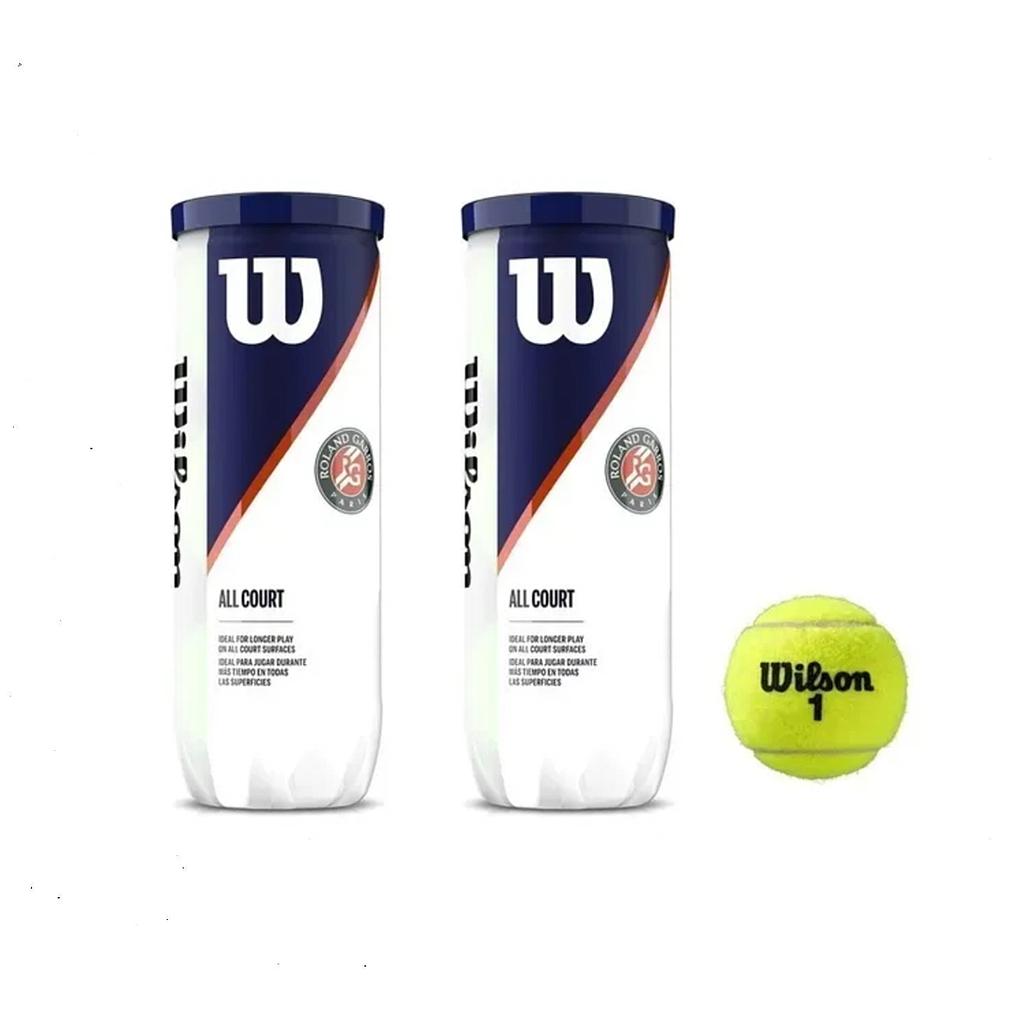 W
Wilson
ROLAND GARROS
RG
PARIS
ALL COURT
IDEAL FOR LONGER PLAY
ON ALL COURT SURFACES
IDEAL PARA JUGAR DURANTE
MÁS TIEMPO EN TODAS
LAS SUPERFICIES
W
Wilson
ROLAND GARROS
RG
PARIS
ALL COURT
IDEAL FOR LONGER PLAY
ON ALL COURT SURFACES
IDEAL PARA JUGAR DURANTE
MÁS TIEMPO EN TODAS
LAS SUPERFICIES
Wilson
1